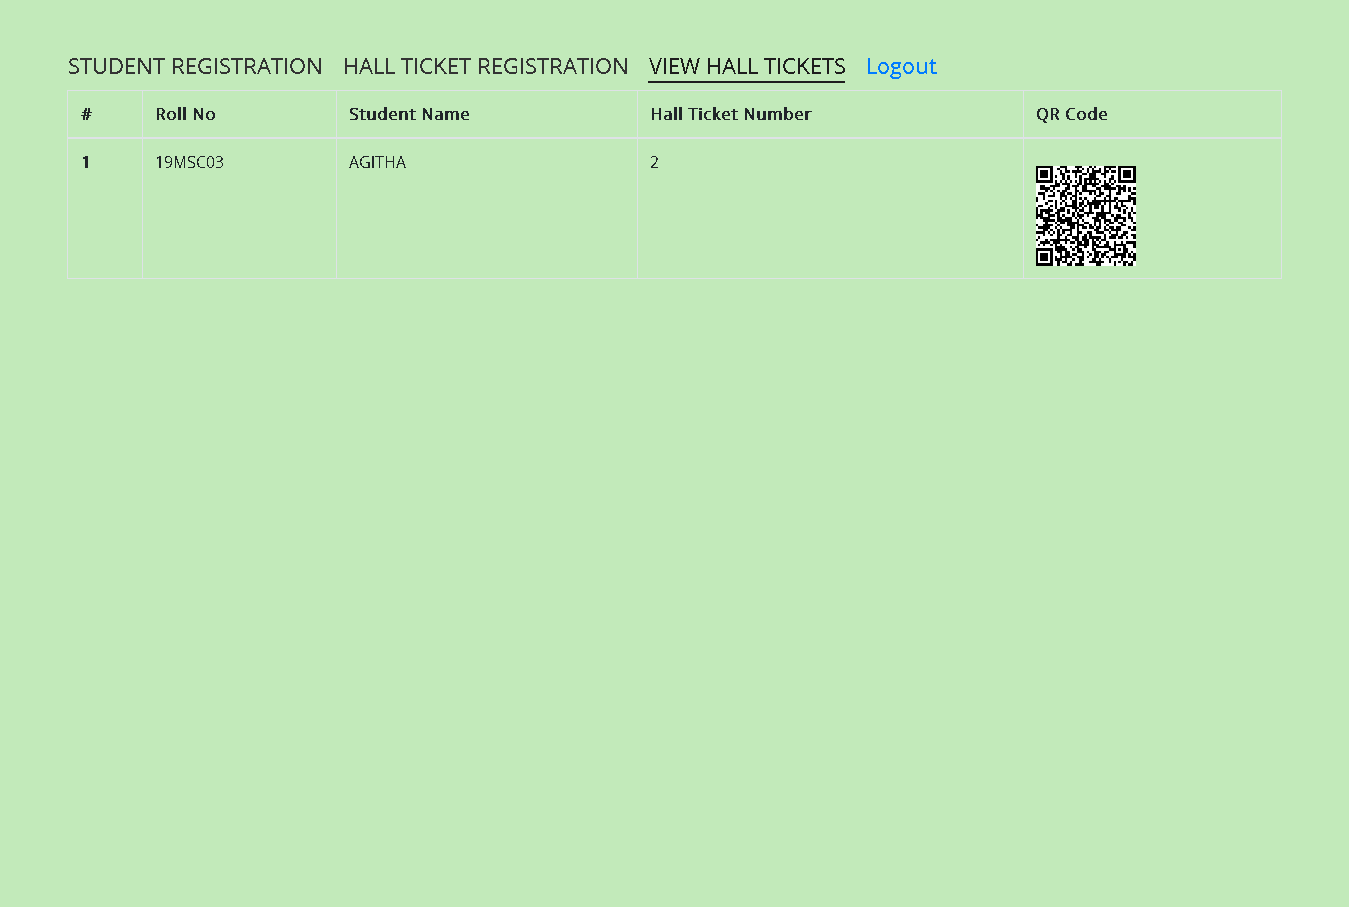 STUDENT REGISTRATION HALL TICKET REGISTRATION VIEW HALL TICKETS Logout
# Roll No Student Name Hall Ticket Number QR Code
1 19MSC03 AGITHA 2